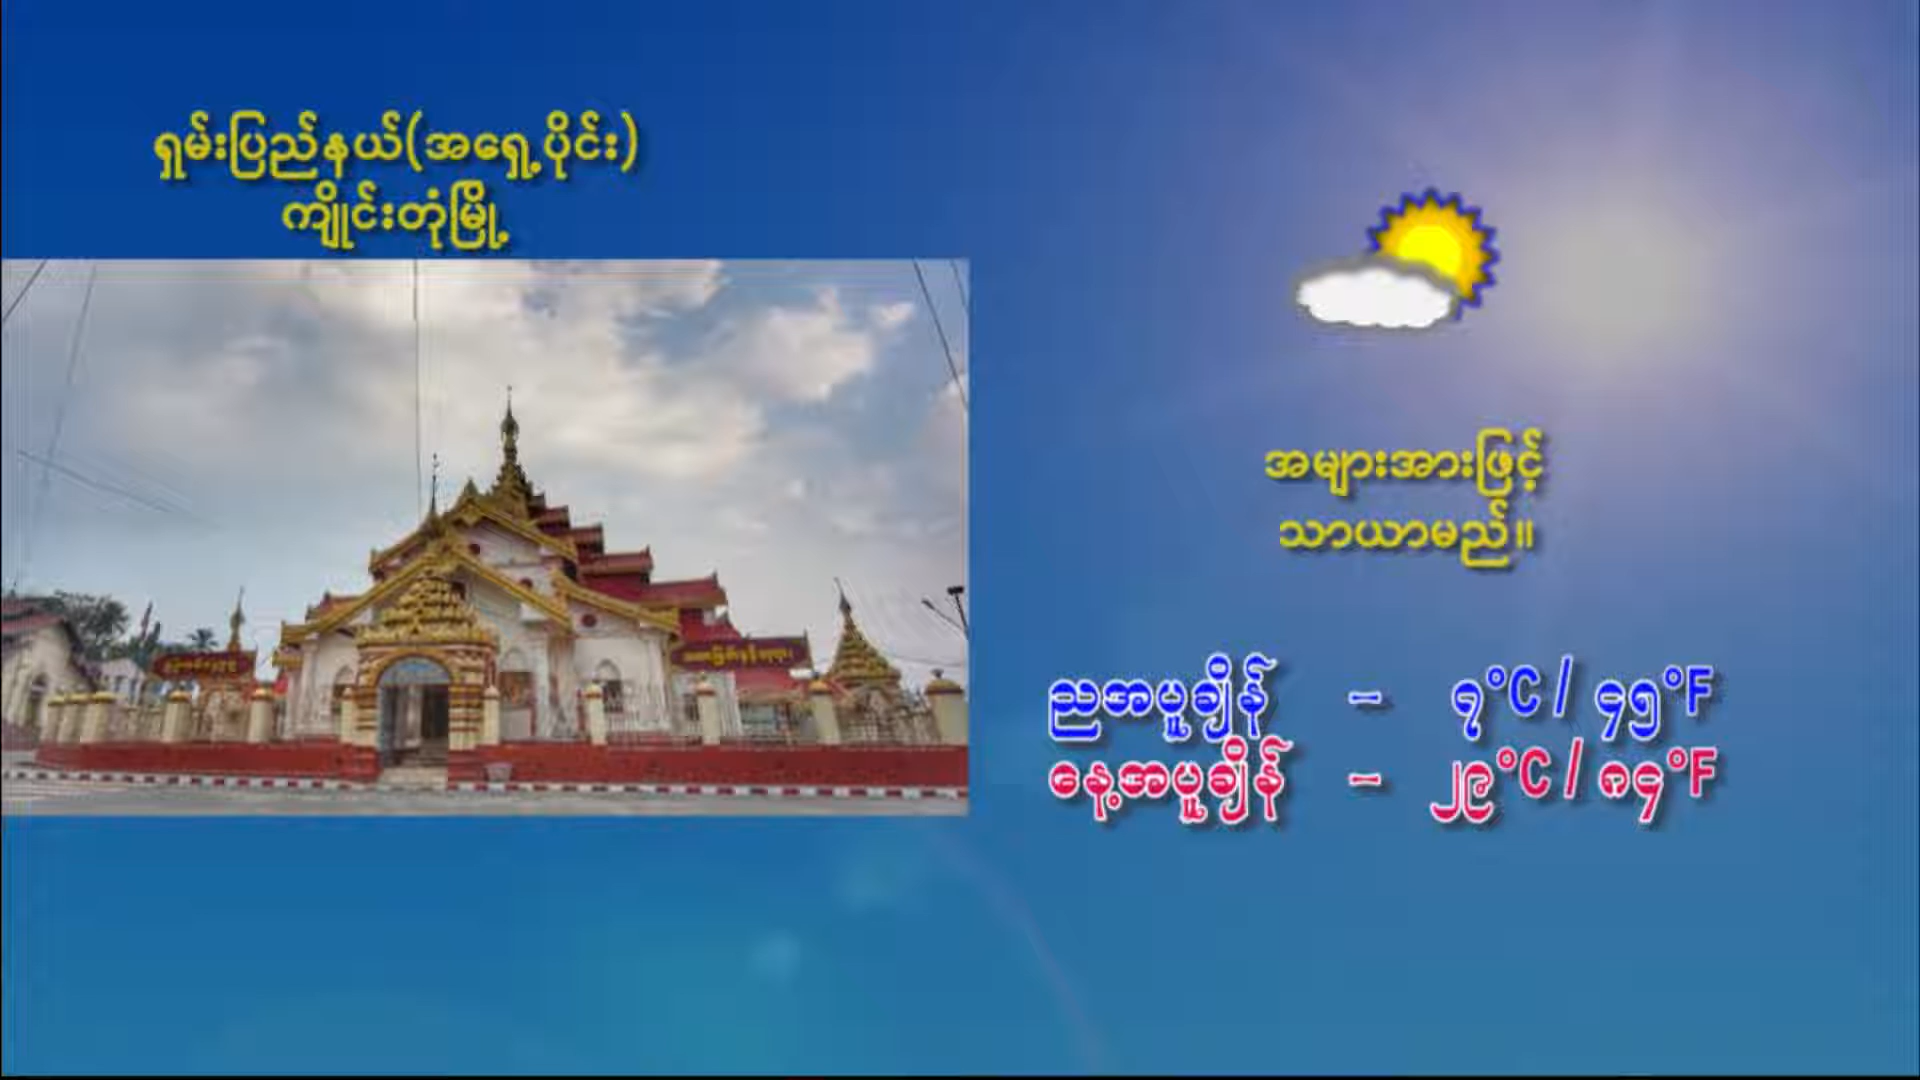 ရှမ်းပြည်နယ်(အရှေ့ပိုင်း)
ကျိုင်းတုံမြို့
အများအားဖြင့်
သာယာမည်။
ညအပူချိန် - ၇°C / ၄၅°F
နေ့အပူချိန် - ၂၉°C / ၈၄°F